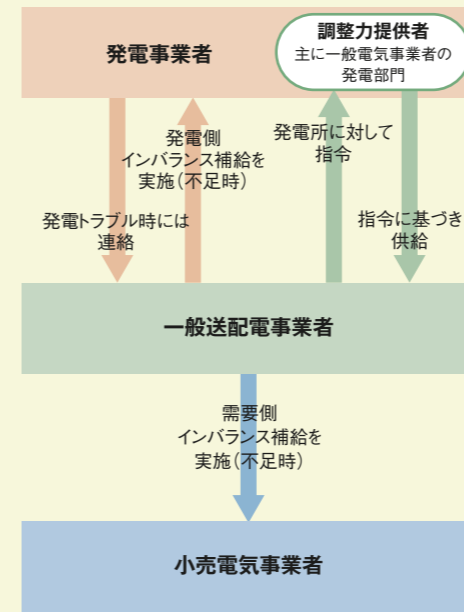 発電事業者
調整力提供者
主に一般電気事業者の
発電部門
発電側
インバランス補給を
実施(不足時)
発電所に対して
指令
発電トラブル時には
連絡
指令に基づき
供給
一般送配電事業者
需要側
インバランス補給を
実施(不足時)
小売電気事業者